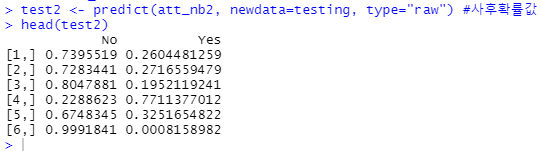 > test2 <- predict(att_nb2, newdata=testing, type="raw") #사후확률값
> head(test2)
No Yes
[1,] 0.7395519 0.2604481259
[2,] 0.7283441 0.2716559479
[3,] 0.8047881 0.1952119241
[4,] 0.2288623 0.7711377012
[5,] 0.6748345 0.3251654822
[6,] 0.9991841 0.0008158982
>